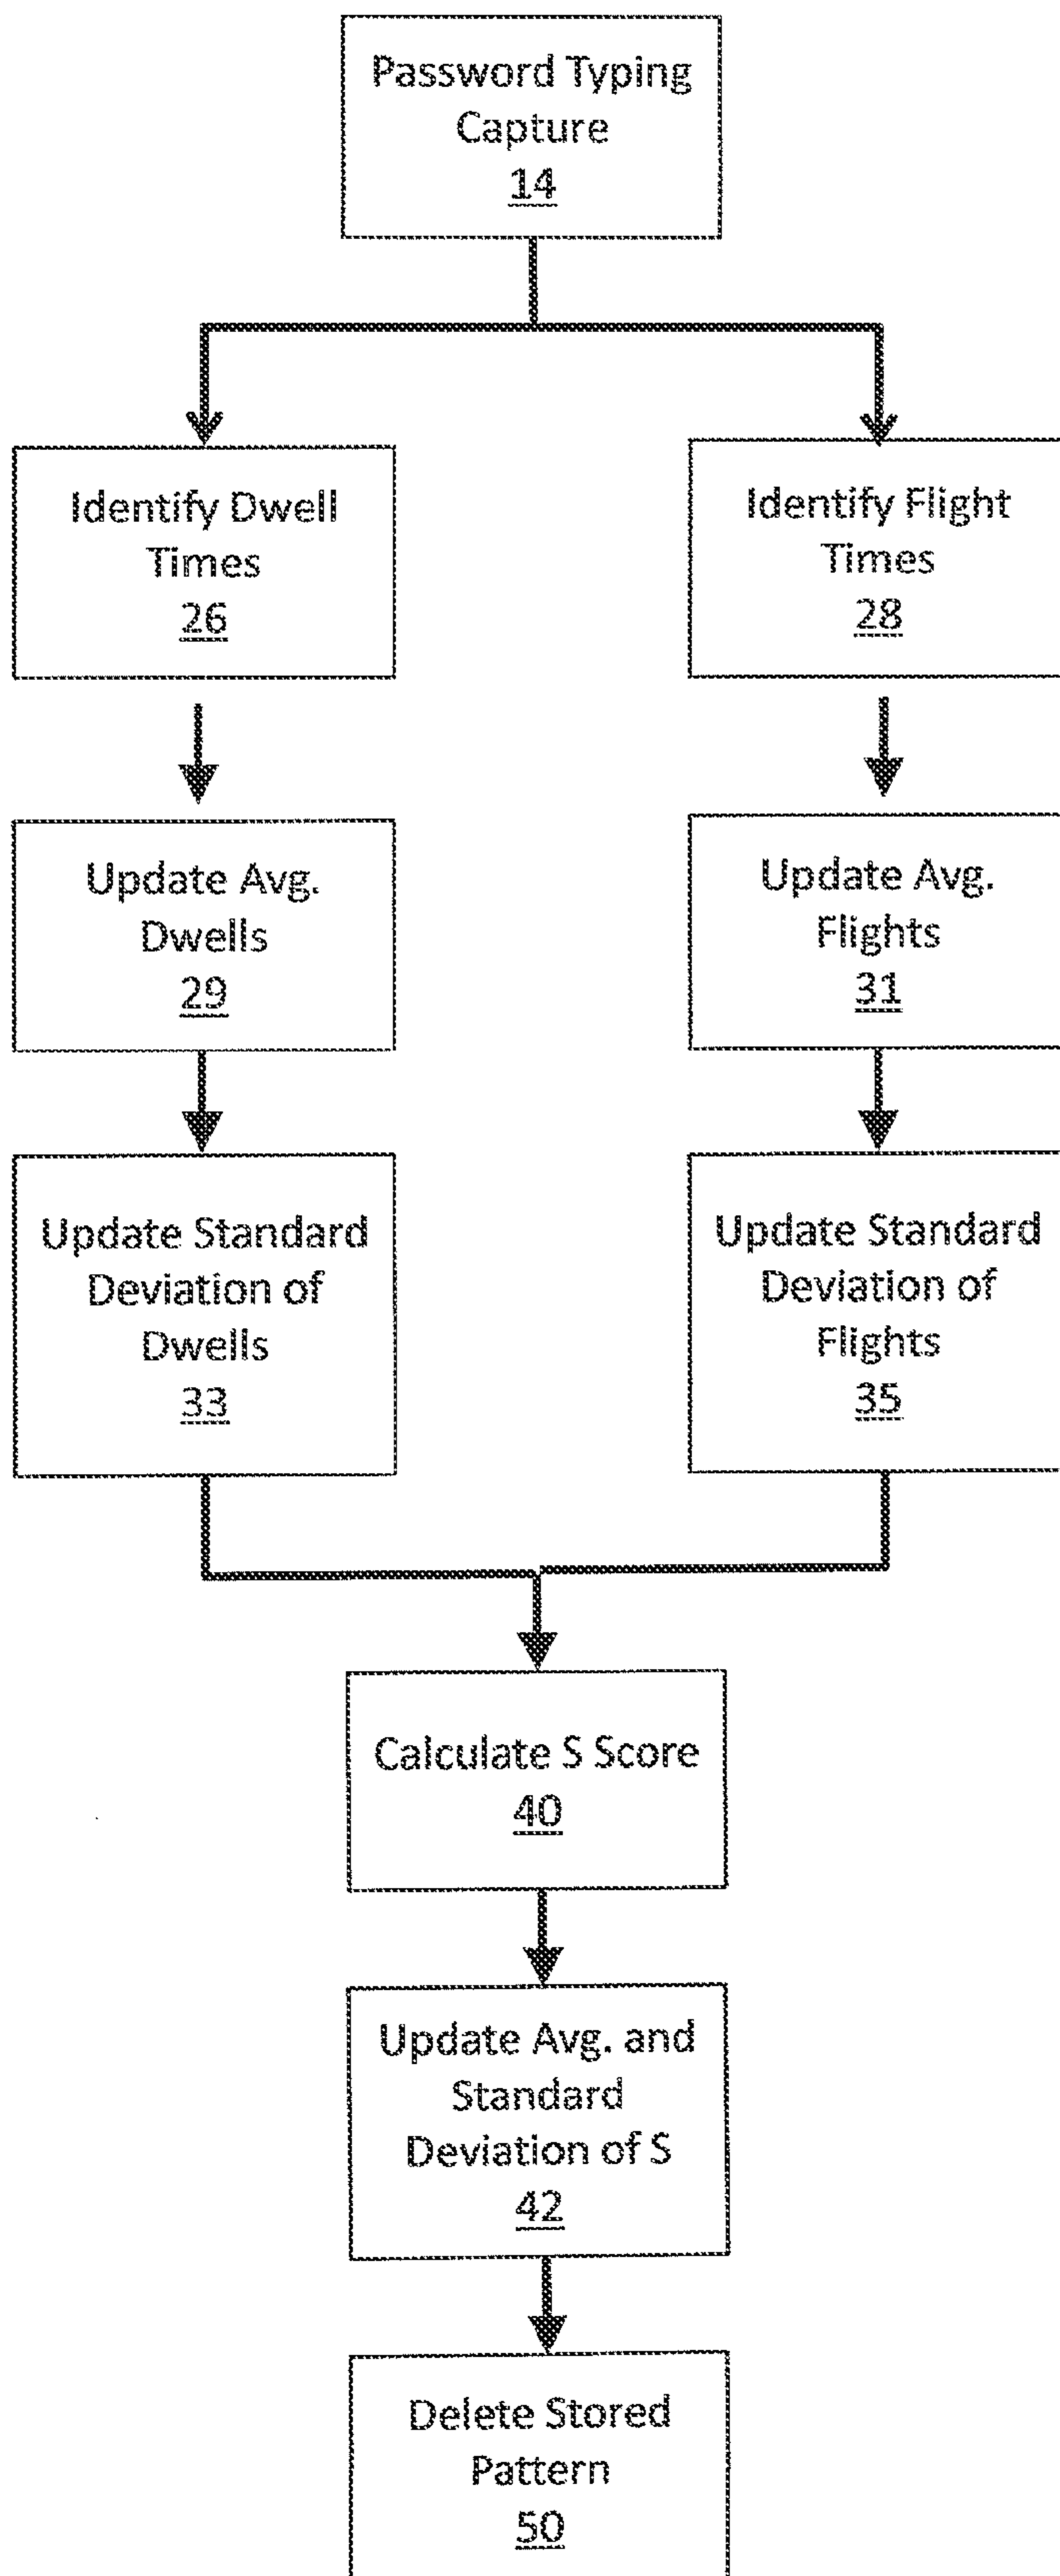 Password Typing
Capture
14
Identify Dwell
Times
26
Identify Flight
Times
28
Update Avg.
Dwells
29
Update Avg.
Flights
31
Update Standard
Deviation of
Dwells
33
Update Standard
Deviation of
Flights
35
Calculate S Score
40
Update Avg. and
Standard
Deviation of S
42
Delete Stored
Pattern
50